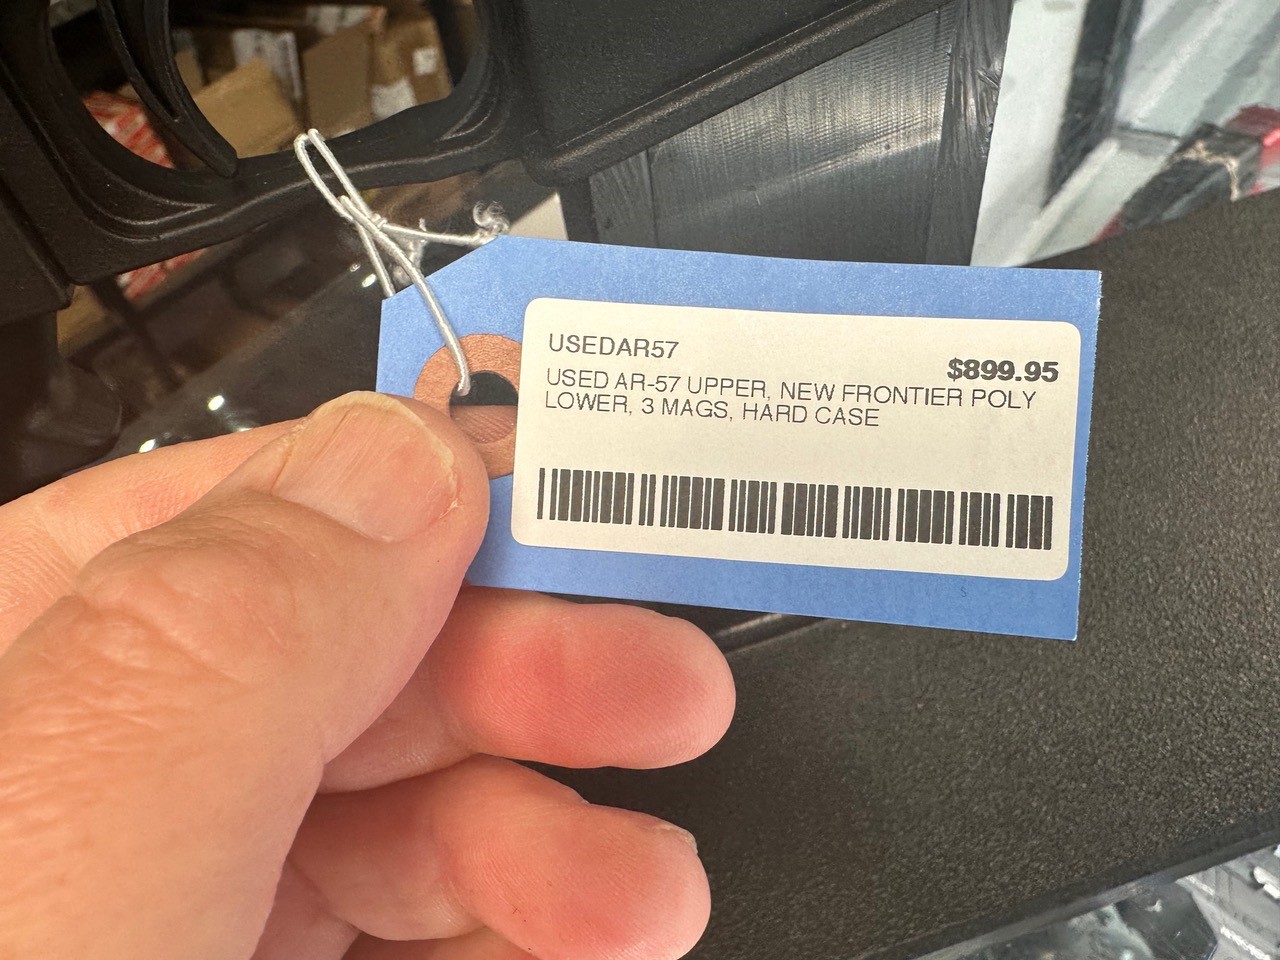 USEDAR57
$899.95
USED AR-57 UPPER, NEW FRONTIER POLY
LOWER, 3 MAGS, HARD CASE